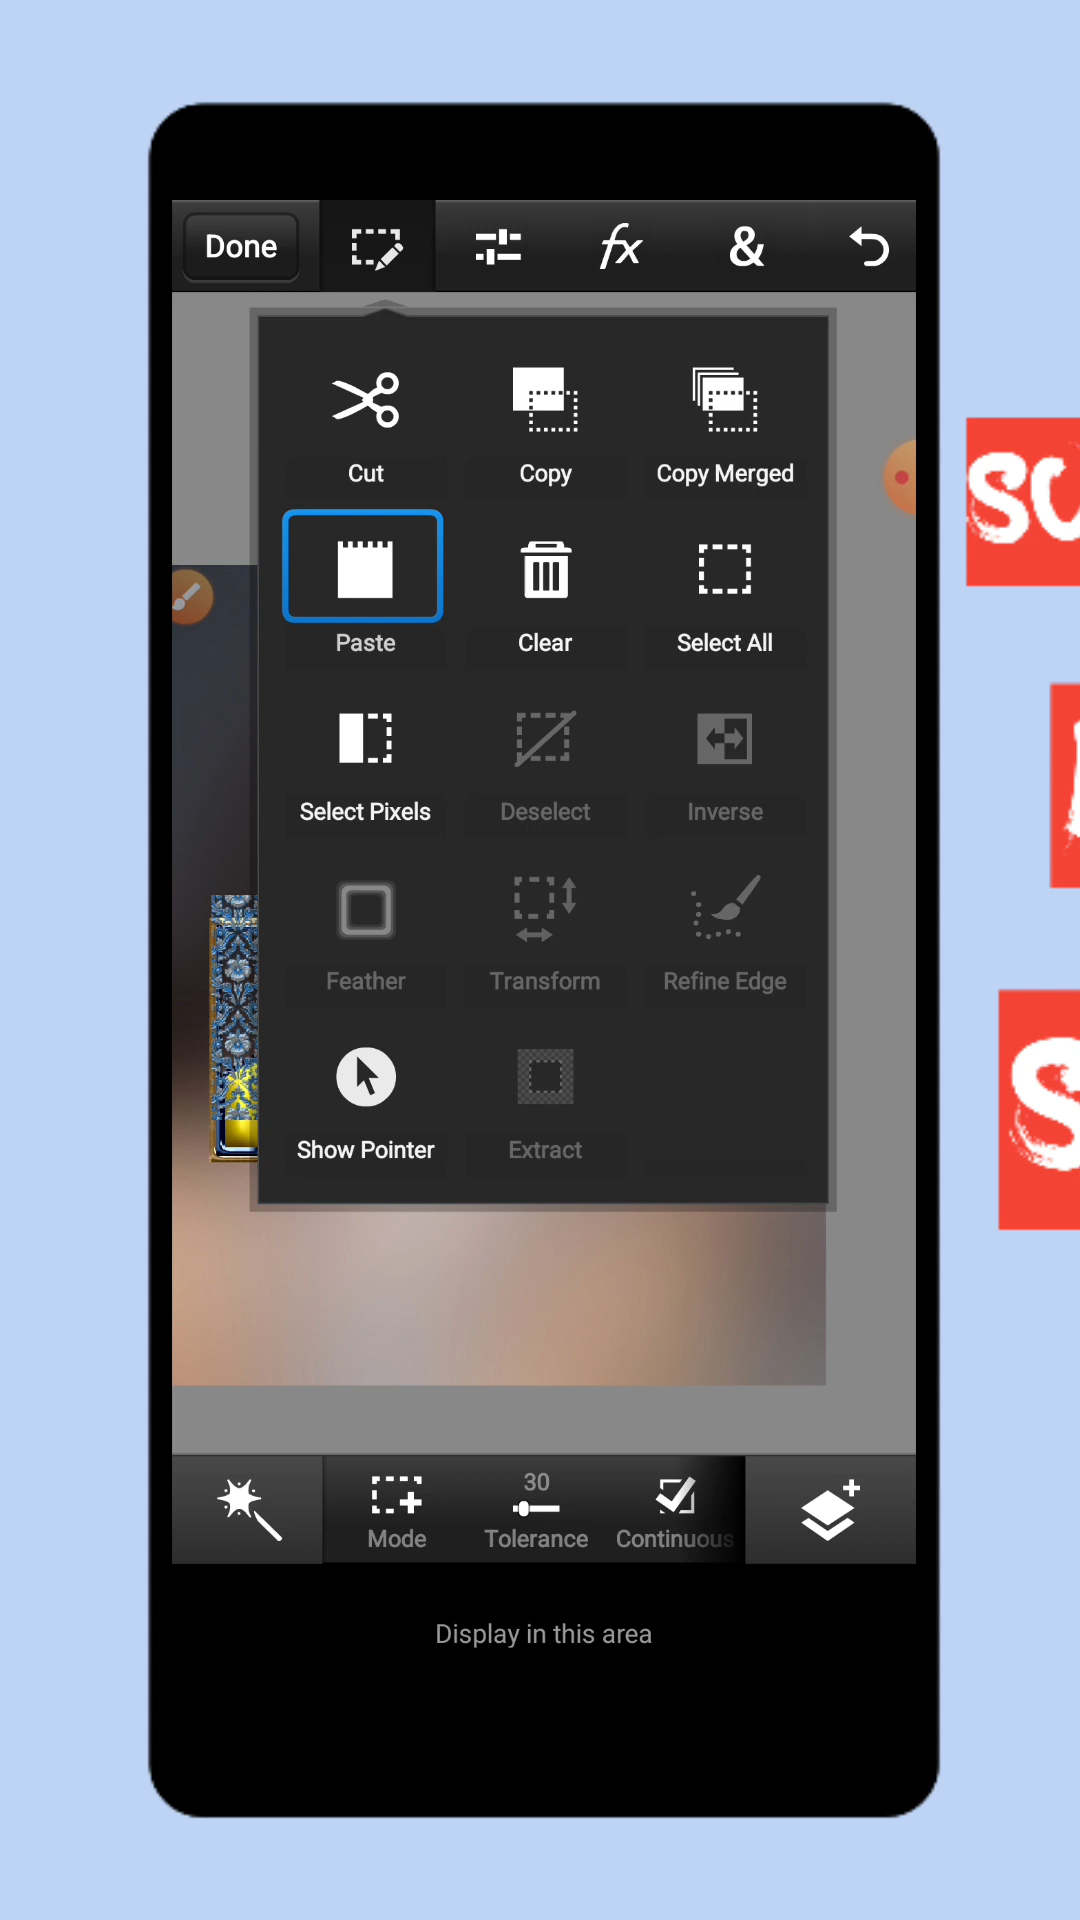 Done fx &
Cut Copy Copy Merged
Paste Clear Select All
Select Pixels Deselect Inverse
Feather Transform Refine Edge
Show Pointer Extract
30
Mode Tolerance Continuous
Display in this area